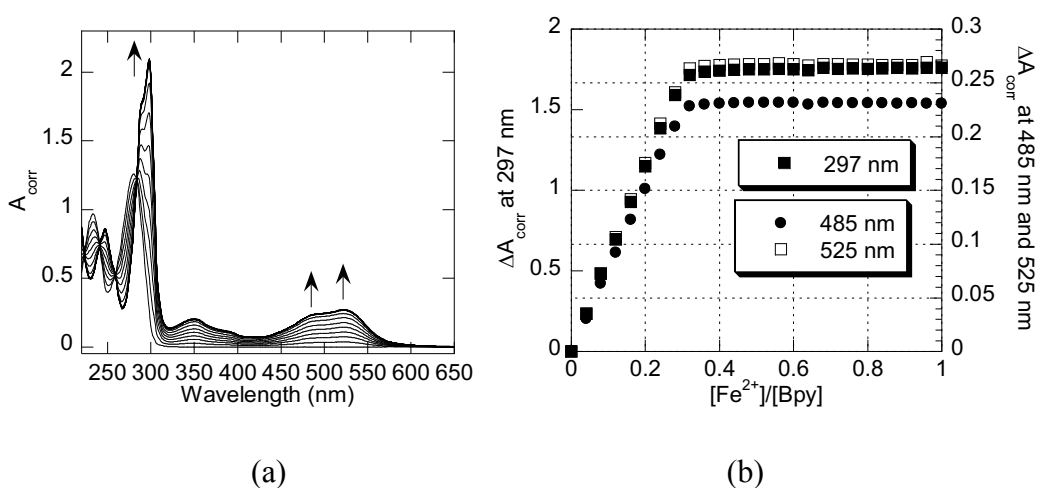 2
1.5
1
0.5
0
A_corr
250 300 350 400 450 500 550 600 650
Wavelength (nm)
(a)
2
1.5
1
0.5
0
ΔA_corr at 297 nm
0 0.2 0.4 0.6 0.8 1
[Fe²⁺]/[Bpy]
297 nm
485 nm
525 nm
0.3
0.25
0.2
0.15
0.1
0.05
0
ΔA_corr at 485 nm and 525 nm
(b)